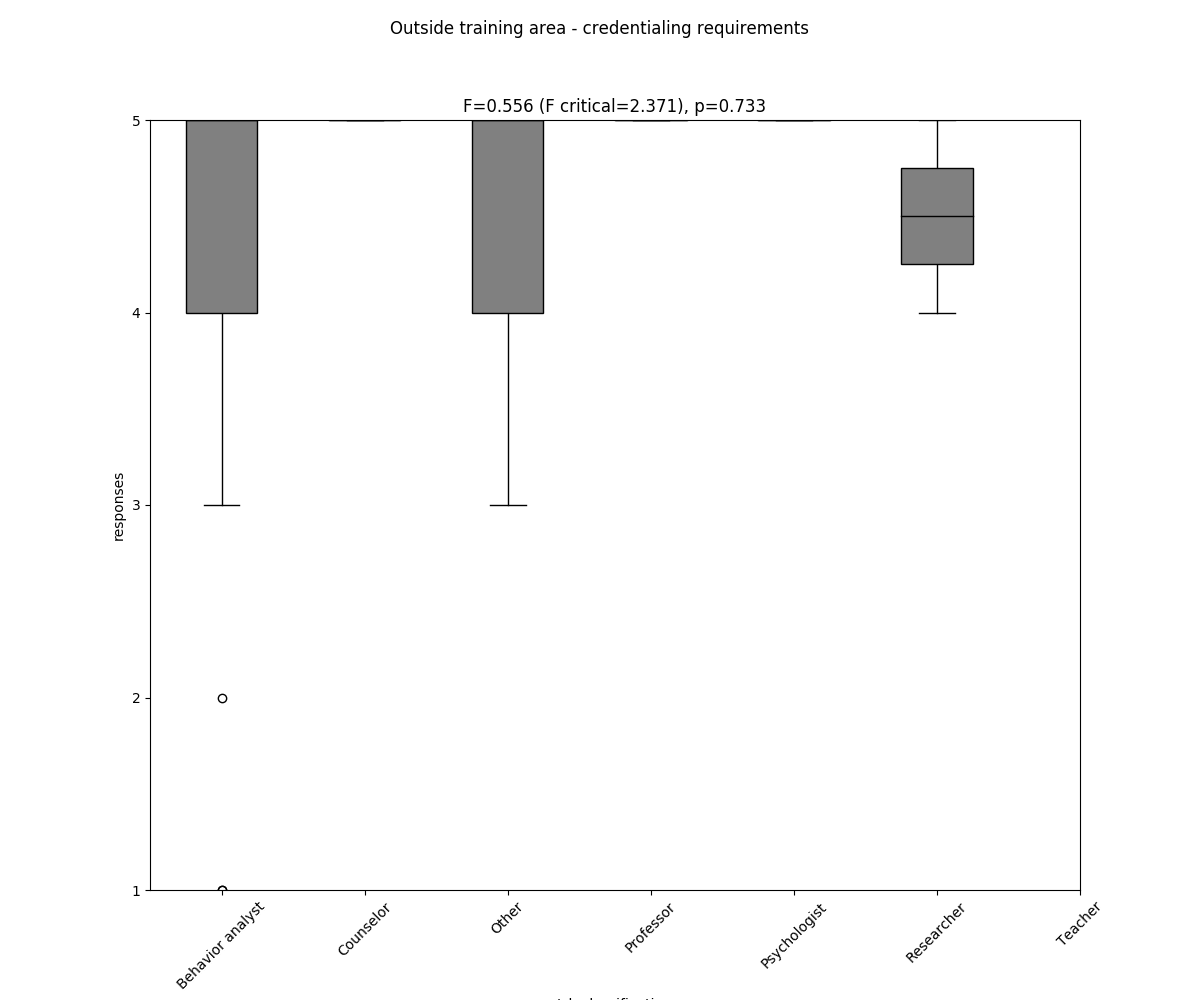 Outside training area - credentialing requirements
F=0.556 (F critical=2.371), p=0.733
5
4
3
2
1
responses
Behavior analyst
Counselor
Other
Professor
Psychologist
Researcher
Teacher